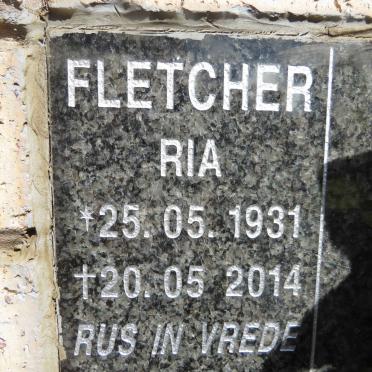 FLETCHER
RIA
*25. 05. 1931
†20. 05 2014
RUS IN VREDE